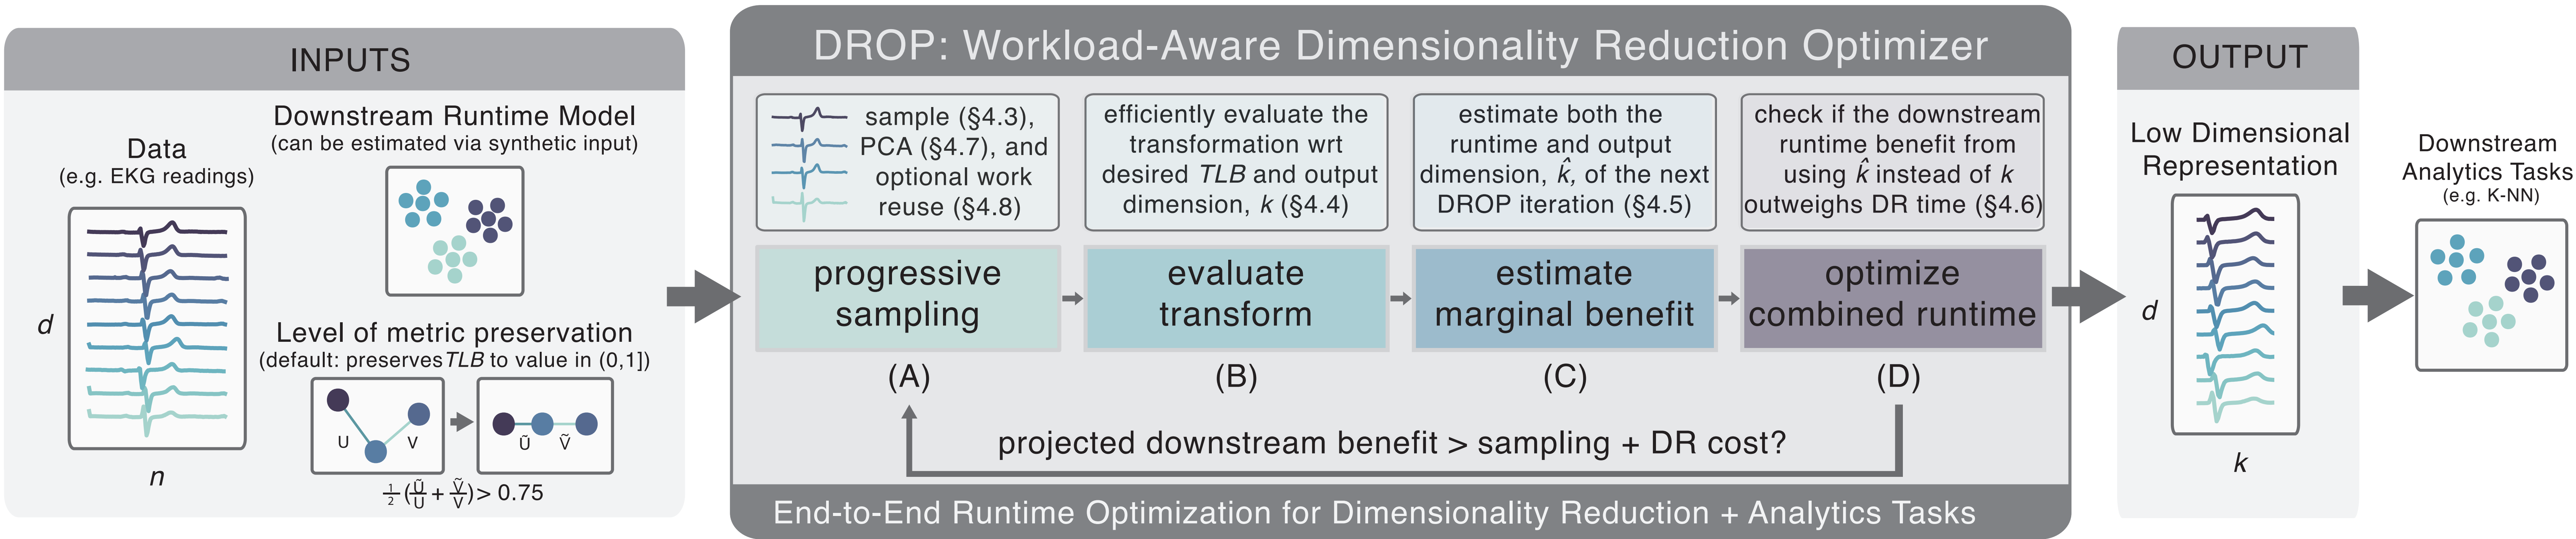 INPUTS
Data
(e.g. EKG readings)
d
n
Downstream Runtime Model
(can be estimated via synthetic input)
Level of metric preservation
(default: preserves TLB to value in (0,1])
U
V
Ũ
Ṽ
½ (Ũ/U + Ṽ/V) > 0.75
DROP: Workload-Aware Dimensionality Reduction Optimizer
sample (§4.3),
PCA (§4.7), and
optional work
reuse (§4.8)
progressive
sampling
(A)
efficiently evaluate the
transformation wrt
desired TLB and output
dimension, k (§4.4)
evaluate
transform
(B)
estimate both the
runtime and output
dimension, k̂, of the next
DROP iteration (§4.5)
estimate
marginal benefit
(C)
check if the downstream
runtime benefit from
using k̂ instead of k
outweighs DR time (§4.6)
optimize
combined runtime
(D)
projected downstream benefit > sampling + DR cost?
End-to-End Runtime Optimization for Dimensionality Reduction + Analytics Tasks
OUTPUT
Low Dimensional
Representation
d
k
Downstream
Analytics Tasks
(e.g. K-NN)